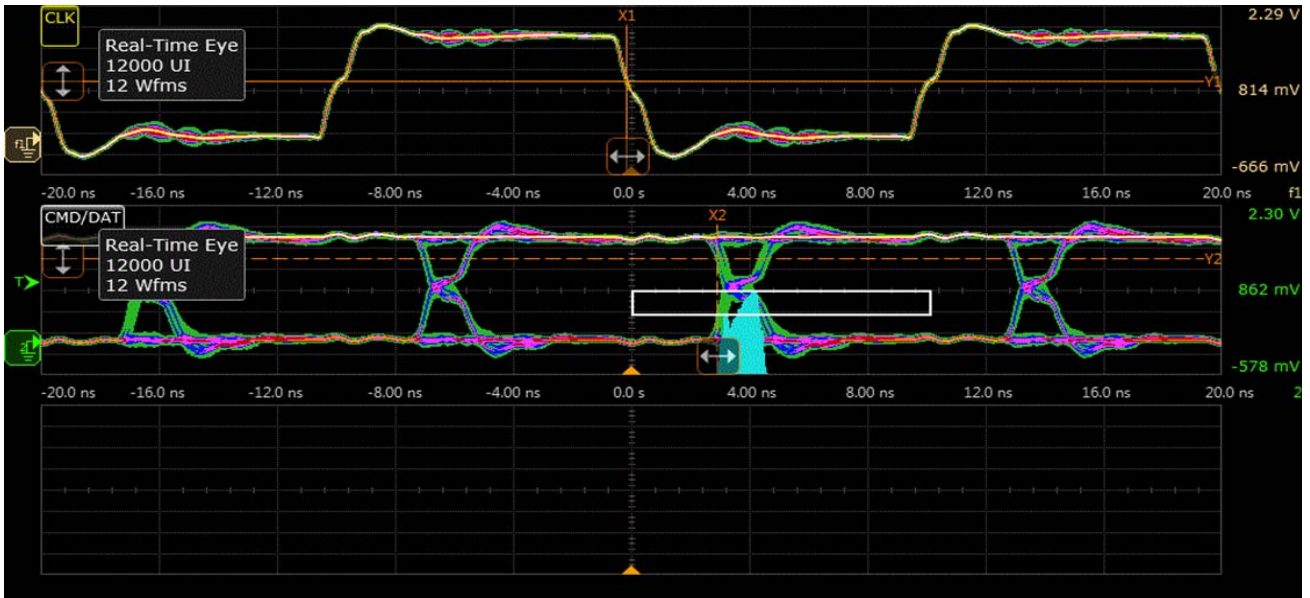 CLK
Real-Time Eye
12000 UI
12 Wfms
X1
2.29 V
Y1
814 mV
f1
-666 mV
-20.0 ns -16.0 ns -12.0 ns -8.00 ns -4.00 ns 0.0 s 4.00 ns 8.00 ns 12.0 ns 16.0 ns 20.0 ns f1
CMD/DAT
Real-Time Eye
12000 UI
12 Wfms
X2
2.30 V
Y2
T
862 mV
2
-578 mV
-20.0 ns -16.0 ns -12.0 ns -8.00 ns -4.00 ns 0.0 s 4.00 ns 8.00 ns 12.0 ns 16.0 ns 20.0 ns 2